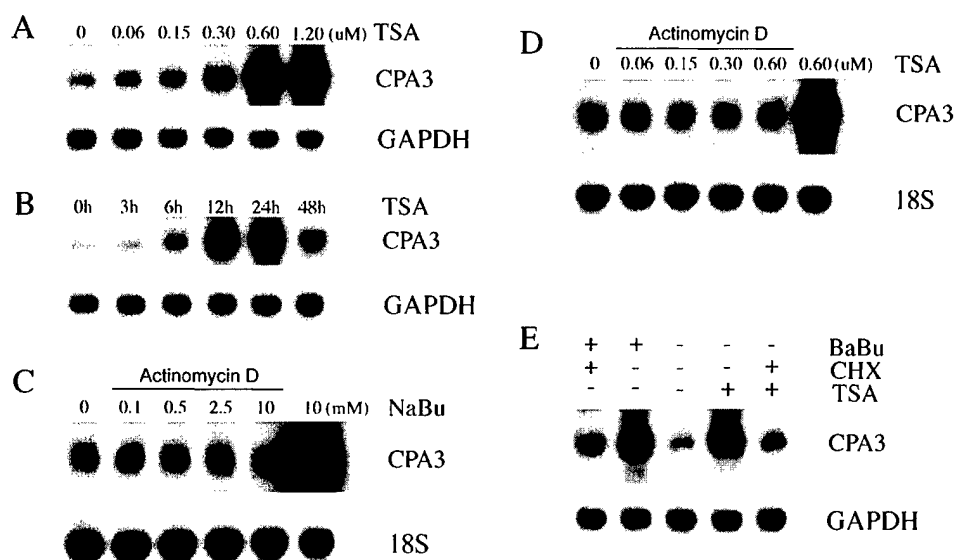 A
0 0.06 0.15 0.30 0.60 1.20 (uM) TSA
CPA3
GAPDH
B
0h 3h 6h 12h 24h 48h TSA
CPA3
GAPDH
C
Actinomycin D
0 0.1 0.5 2.5 10 10 (mM) NaBu
CPA3
18S
D
Actinomycin D
0 0.06 0.15 0.30 0.60 0.60 (uM) TSA
CPA3
18S
E
+ + - - - BaBu
+ - - - + CHX
- - - + + TSA
CPA3
GAPDH